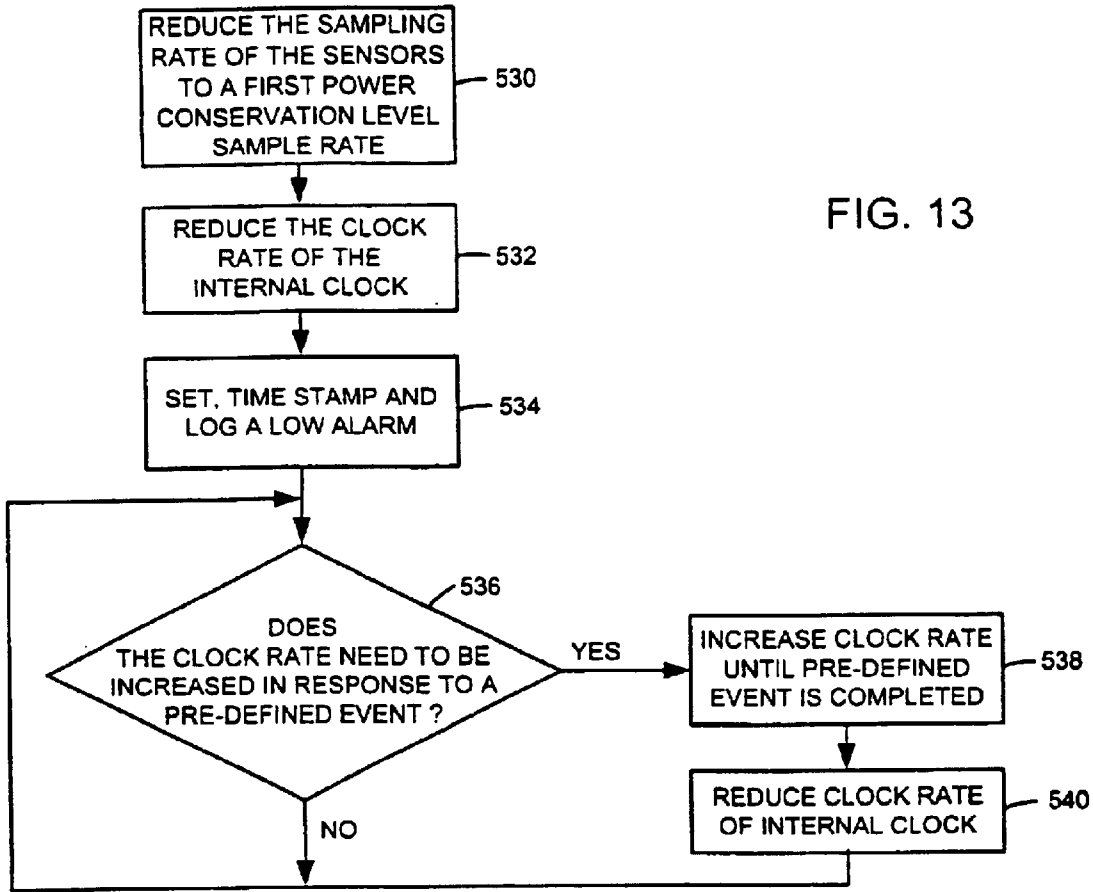 REDUCE THE SAMPLING
RATE OF THE SENSORS
TO A FIRST POWER
CONSERVATION LEVEL
SAMPLE RATE
530
FIG. 13
REDUCE THE CLOCK
RATE OF THE
INTERNAL CLOCK
532
SET, TIME STAMP AND
LOG A LOW ALARM
534
536
DOES
THE CLOCK RATE NEED TO BE
INCREASED IN RESPONSE TO A
PRE-DEFINED EVENT ?
YES
INCREASE CLOCK RATE
UNTIL PRE-DEFINED
EVENT IS COMPLETED
538
REDUCE CLOCK RATE
OF INTERNAL CLOCK
540
NO